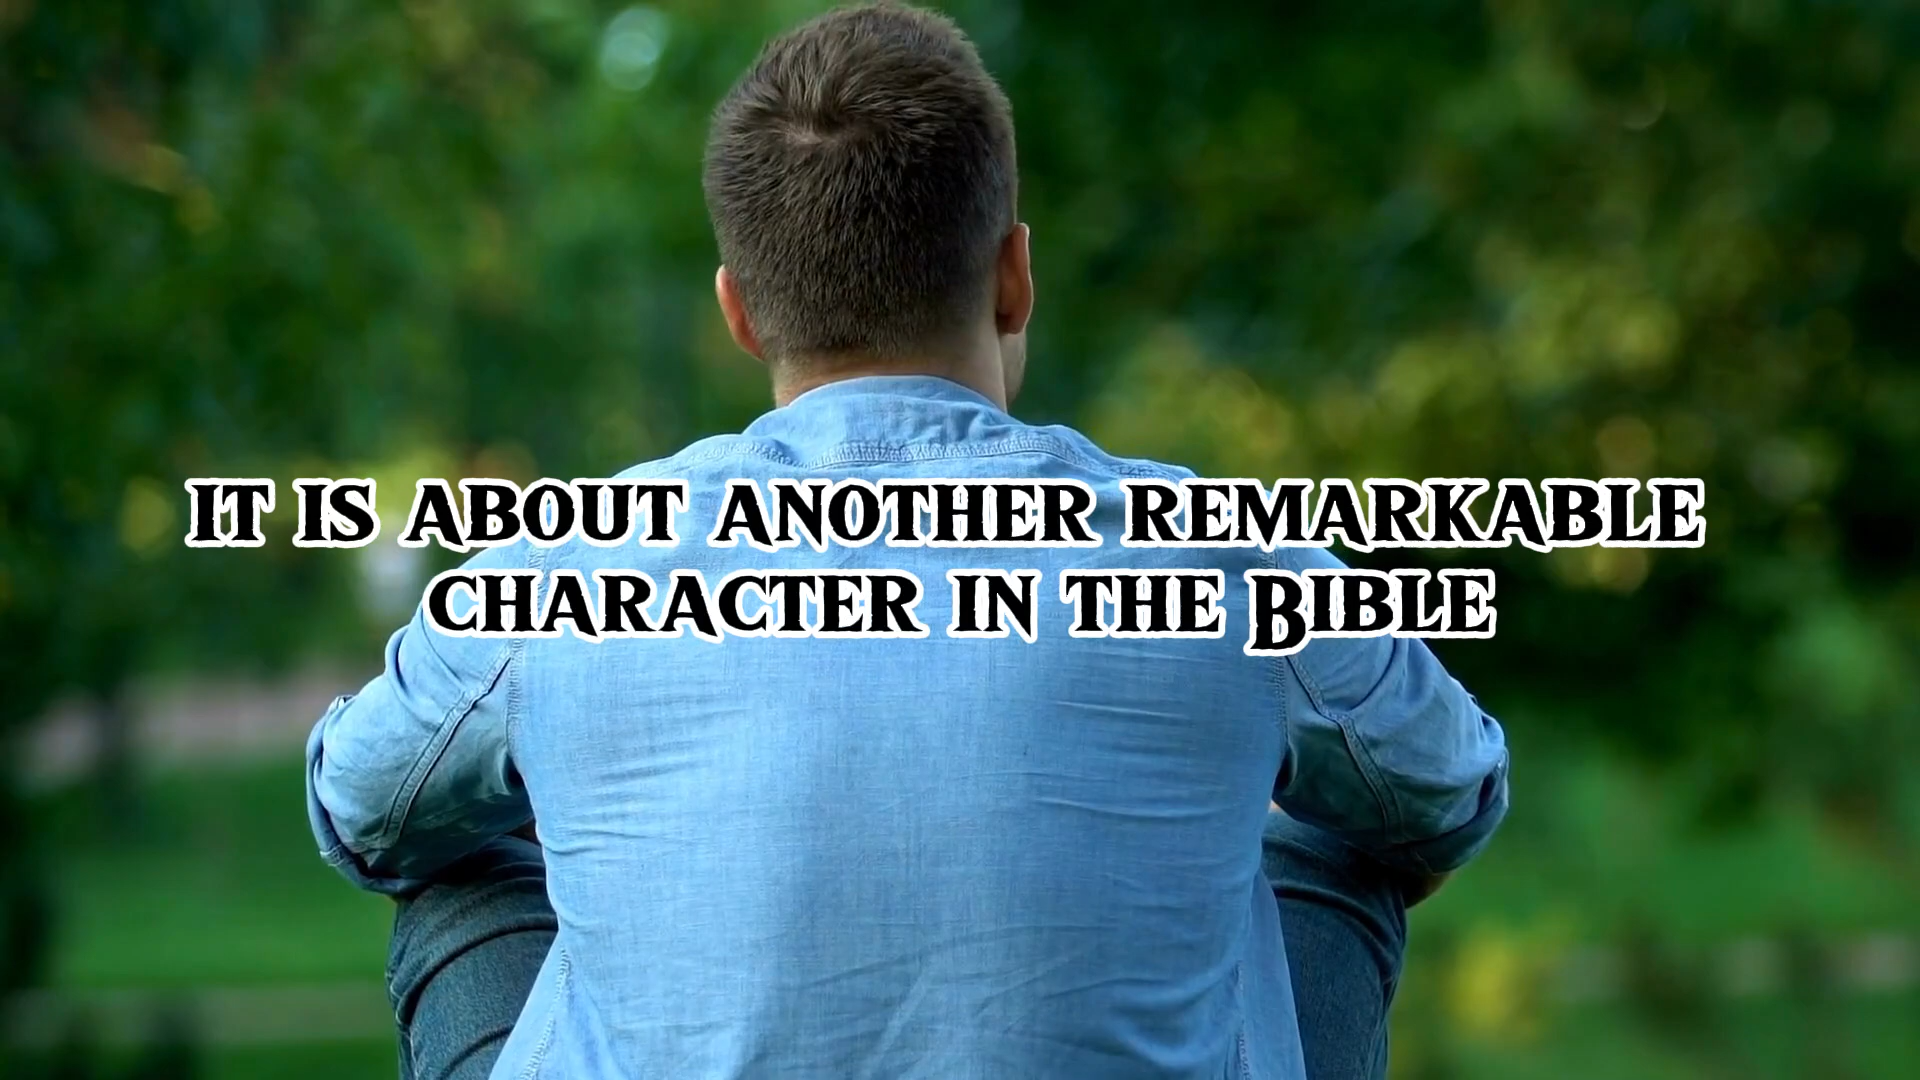 it is about another remarkable
character in the Bible